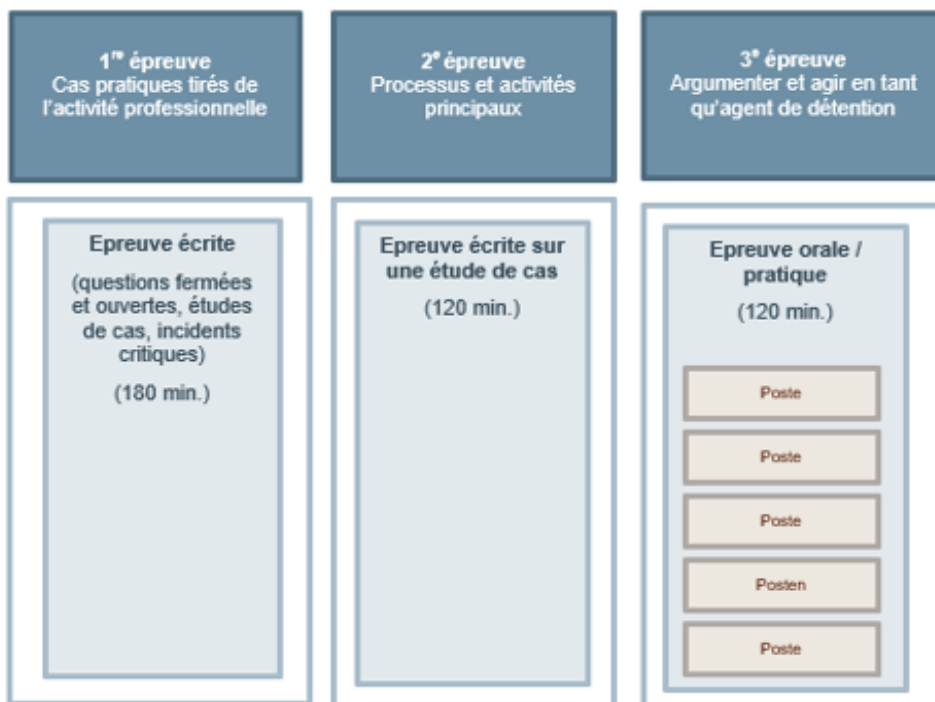 1re épreuve
Cas pratiques tirés de
l'activité professionnelle
2e épreuve
Processus et activités
principaux
3e épreuve
Argumenter et agir en tant
qu'agent de détention
Epreuve écrite
(questions fermées
et ouvertes, études
de cas, incidents
critiques)
(180 min.)
Epreuve écrite sur
une étude de cas
(120 min.)
Epreuve orale /
pratique
(120 min.)
Poste
Poste
Poste
Posten
Poste